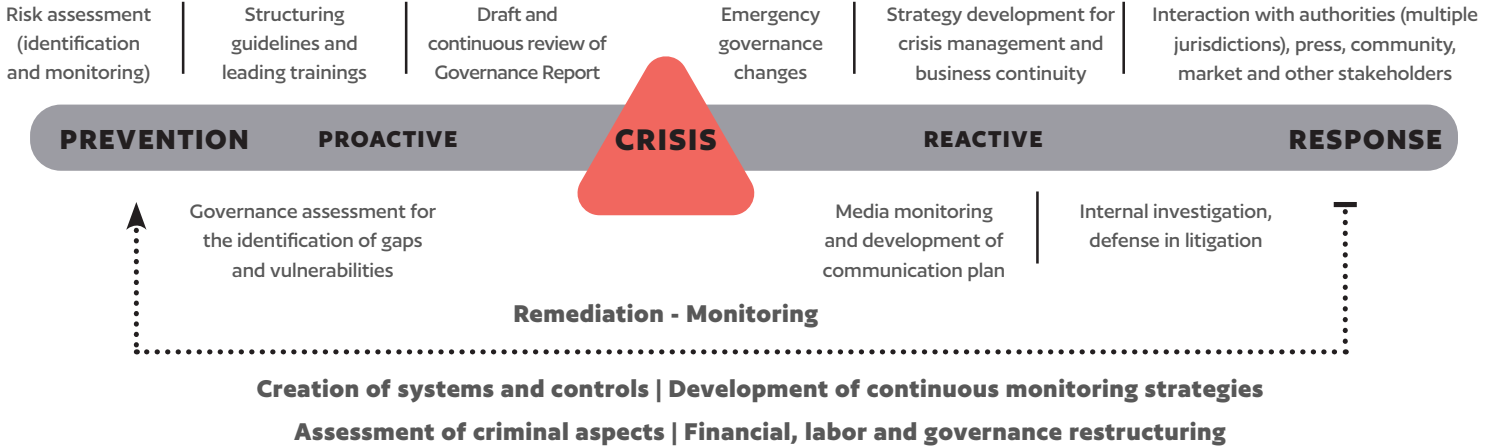 Risk assessment
(identification
and monitoring)
Structuring
guidelines and
leading trainings
Draft and
continuous review of
Governance Report
Emergency
governance
changes
Strategy development for
crisis management and
business continuity
Interaction with authorities (multiple
jurisdictions), press, community,
market and other stakeholders
PREVENTION
PROACTIVE
CRISIS
REACTIVE
RESPONSE
Governance assessment for
the identification of gaps
and vulnerabilities
Media monitoring
and development of
communication plan
Internal investigation,
defense in litigation
Remediation - Monitoring
Creation of systems and controls | Development of continuous monitoring strategies
Assessment of criminal aspects | Financial, labor and governance restructuring